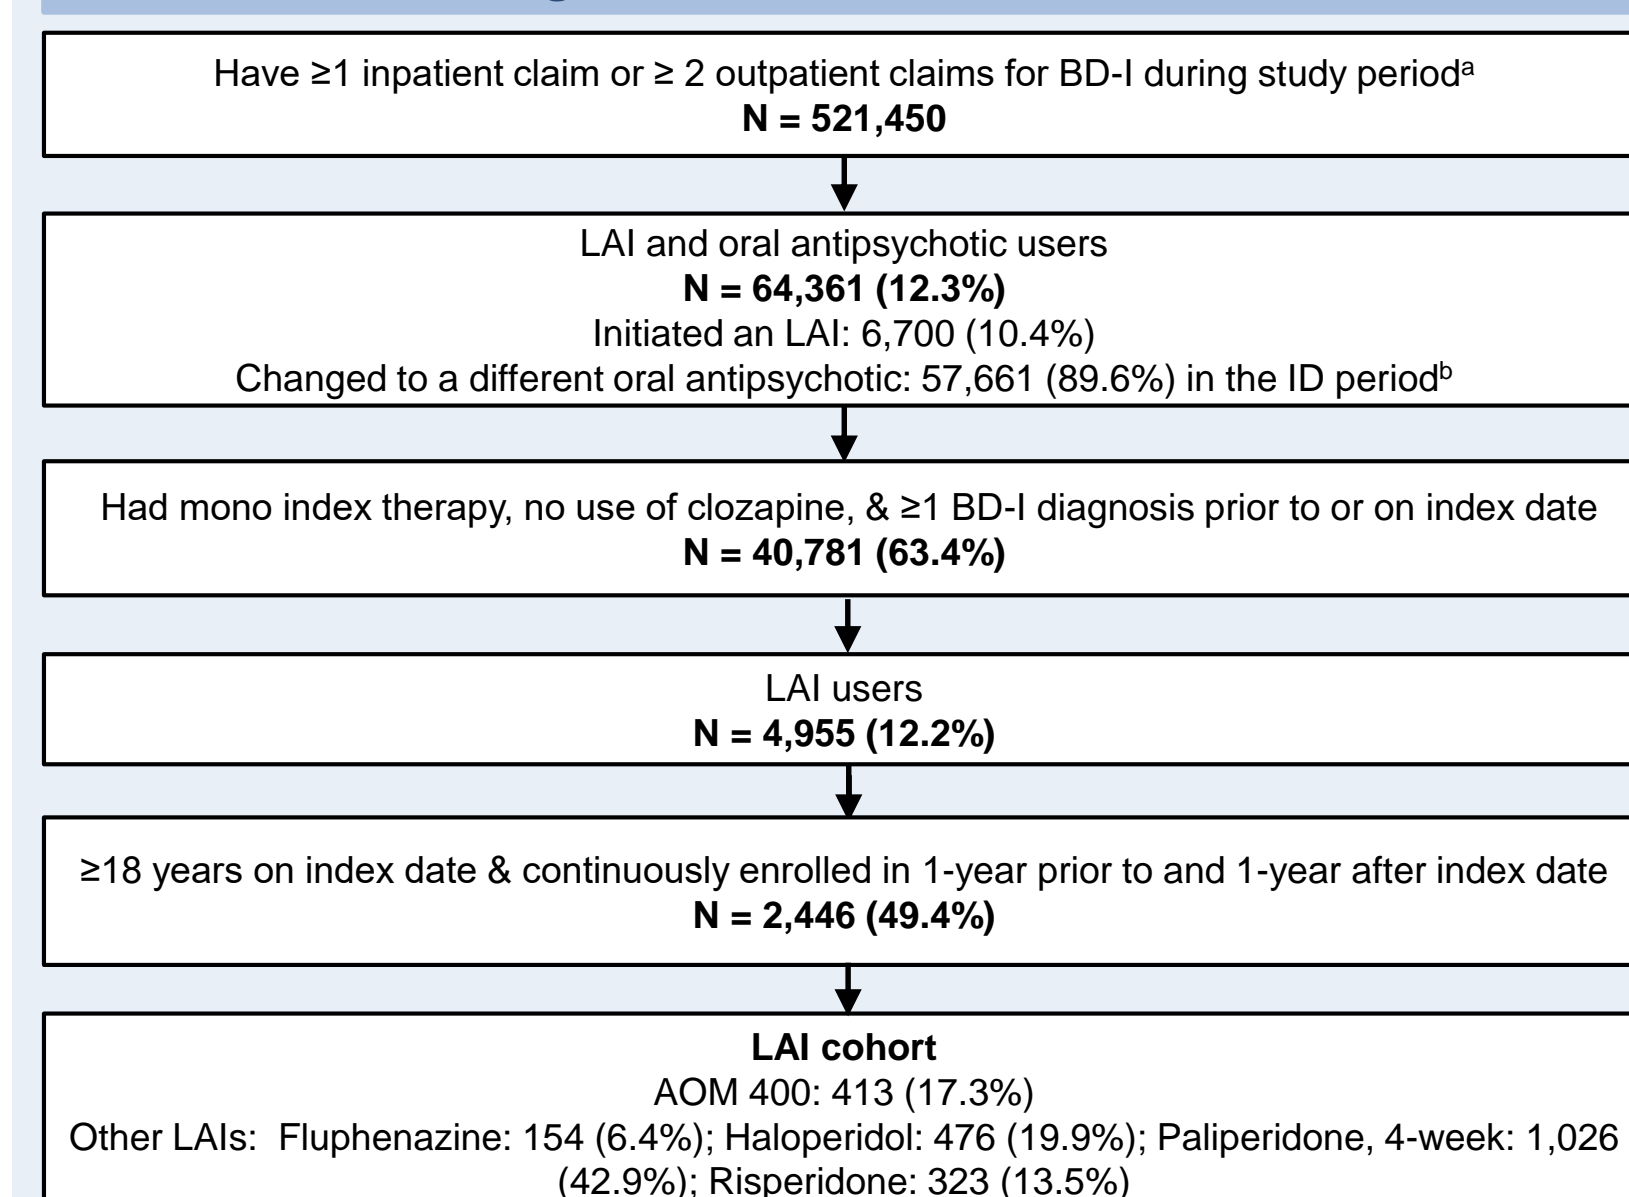 Have ≥1 inpatient claim or ≥ 2 outpatient claims for BD-I during study periodᵃ
N = 521,450
LAI and oral antipsychotic users
N = 64,361 (12.3%)
Initiated an LAI: 6,700 (10.4%)
Changed to a different oral antipsychotic: 57,661 (89.6%) in the ID periodᵇ
Had mono index therapy, no use of clozapine, & ≥1 BD-I diagnosis prior to or on index date
N = 40,781 (63.4%)
LAI users
N = 4,955 (12.2%)
≥18 years on index date & continuously enrolled in 1-year prior to and 1-year after index date
N = 2,446 (49.4%)
LAI cohort
AOM 400: 413 (17.3%)
Other LAIs: Fluphenazine: 154 (6.4%); Haloperidol: 476 (19.9%); Paliperidone, 4-week: 1,026
(42.9%); Risperidone: 323 (13.5%)